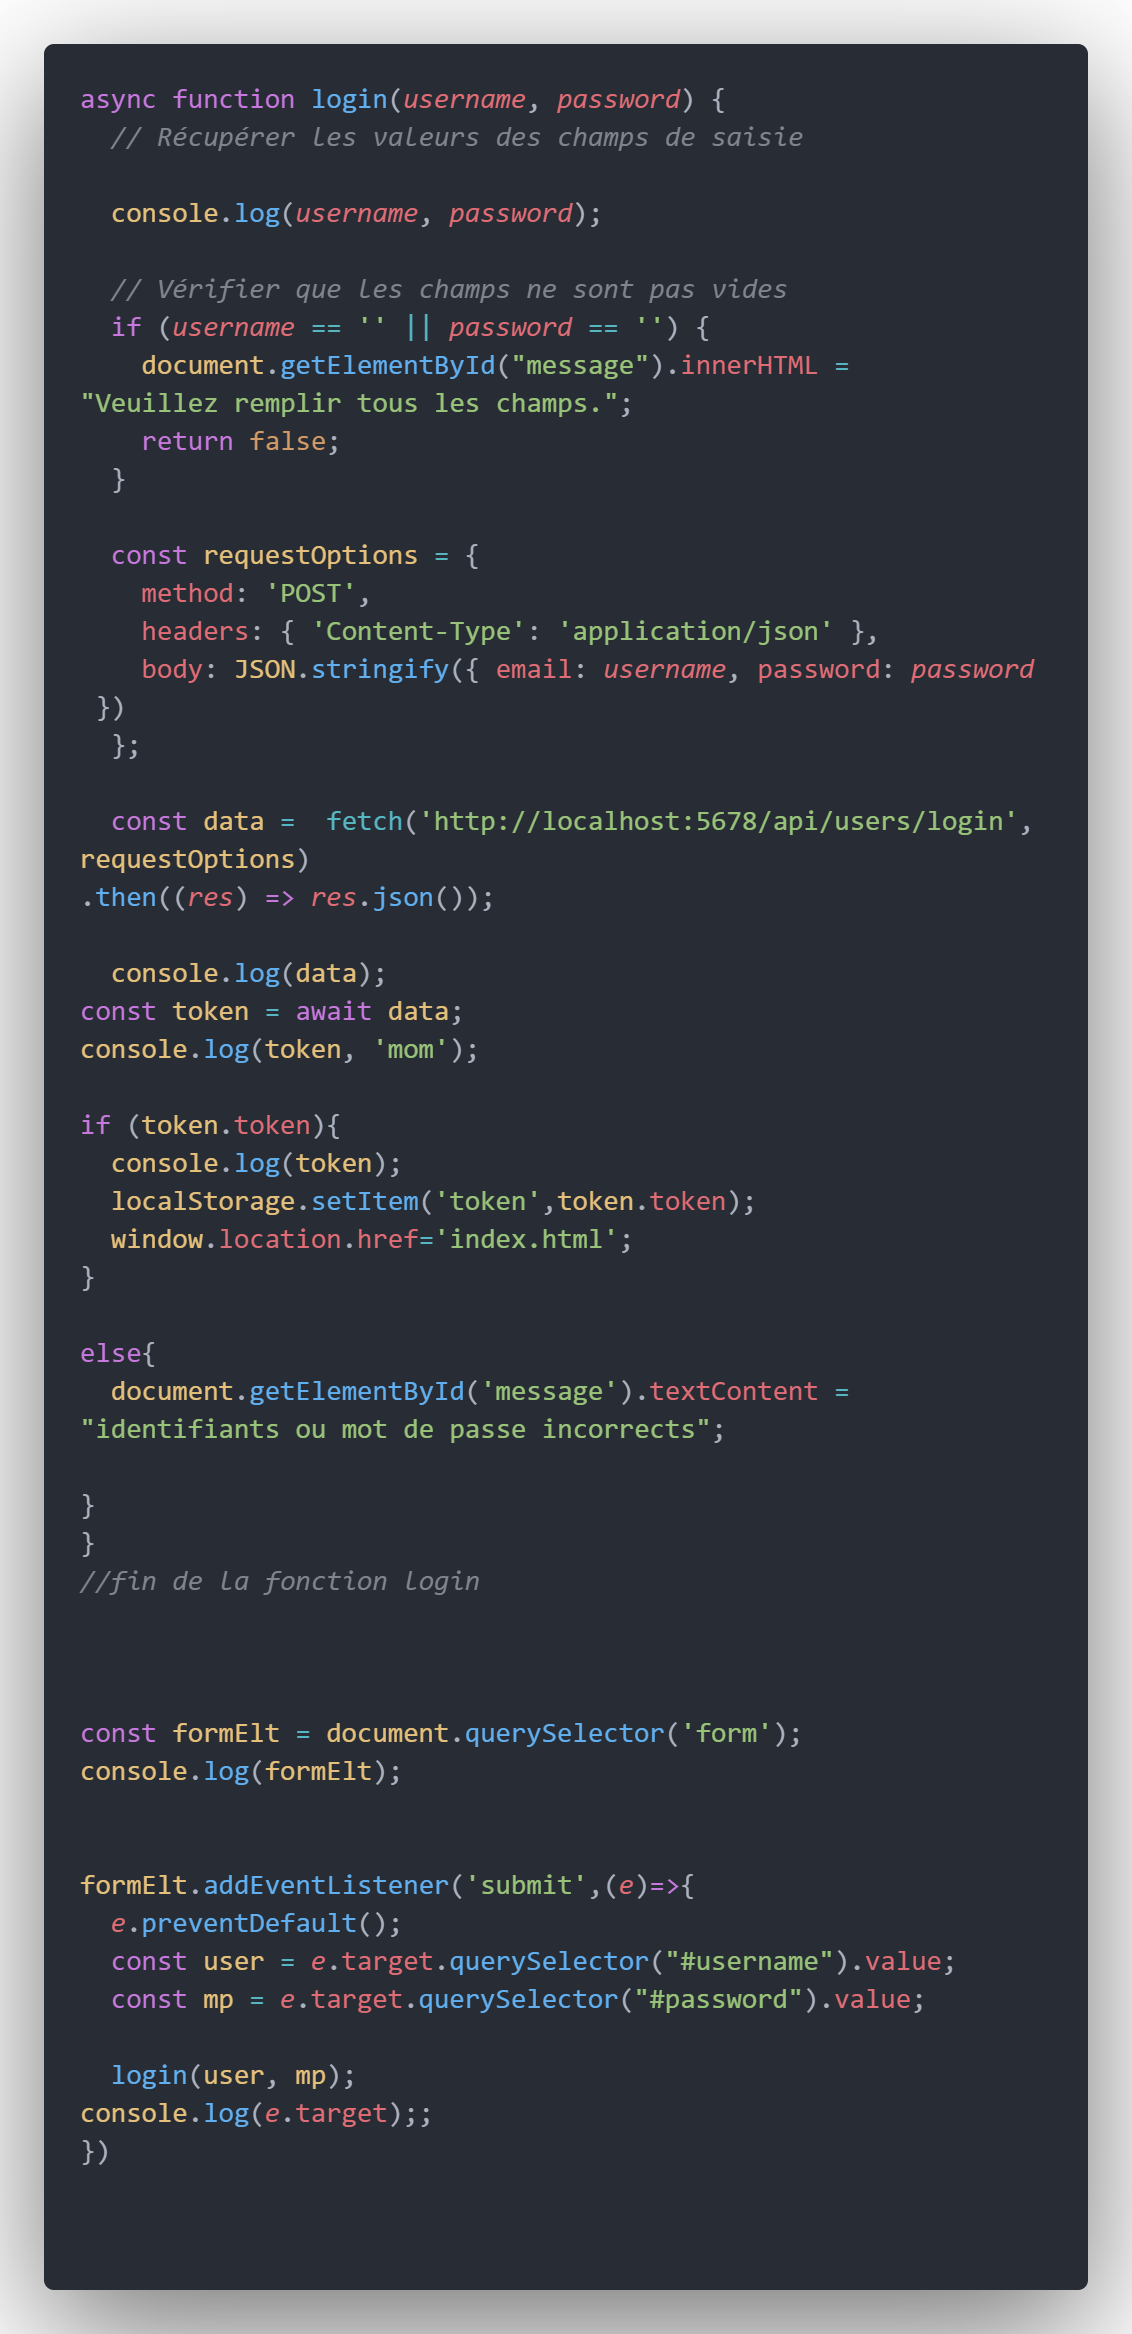 async function login(username, password) {
  // Récupérer les valeurs des champs de saisie

  console.log(username, password);

  // Vérifier que les champs ne sont pas vides
  if (username == '' || password == '') {
    document.getElementById("message").innerHTML =
"Veuillez remplir tous les champs.";
    return false;
  }

  const requestOptions = {
    method: 'POST',
    headers: { 'Content-Type': 'application/json' },
    body: JSON.stringify({ email: username, password: password
 })
  };

  const data =  fetch('http://localhost:5678/api/users/login',
requestOptions)
.then((res) => res.json());

  console.log(data);
const token = await data;
console.log(token, 'mom');

if (token.token){
  console.log(token);
  localStorage.setItem('token',token.token);
  window.location.href='index.html';
}

else{
  document.getElementById('message').textContent =
"identifiants ou mot de passe incorrects";

}
}
//fin de la fonction login

const formElt = document.querySelector('form');
console.log(formElt);

formElt.addEventListener('submit',(e)=>{
  e.preventDefault();
  const user = e.target.querySelector("#username").value;
  const mp = e.target.querySelector("#password").value;

  login(user, mp);
console.log(e.target);;
})